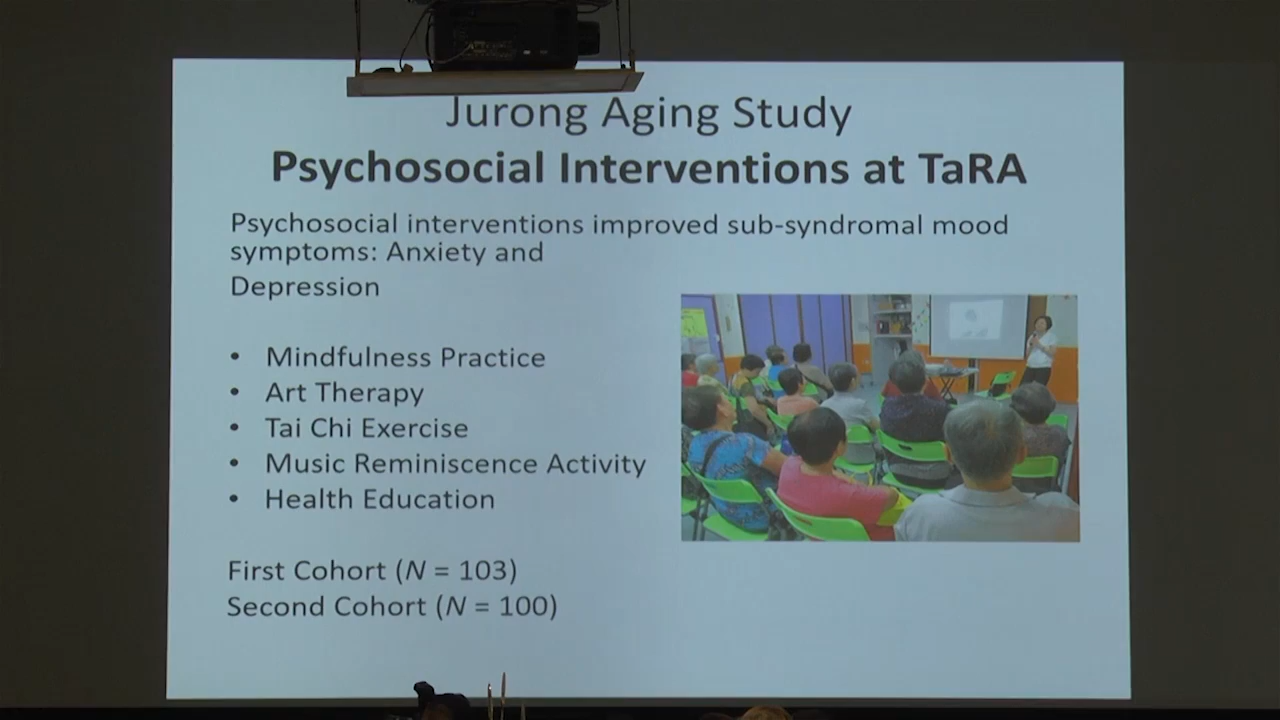 Jurong Aging Study
Psychosocial Interventions at TaRA
Psychosocial interventions improved sub-syndromal mood
symptoms: Anxiety and
Depression
• Mindfulness Practice
• Art Therapy
• Tai Chi Exercise
• Music Reminiscence Activity
• Health Education
First Cohort (N = 103)
Second Cohort (N = 100)